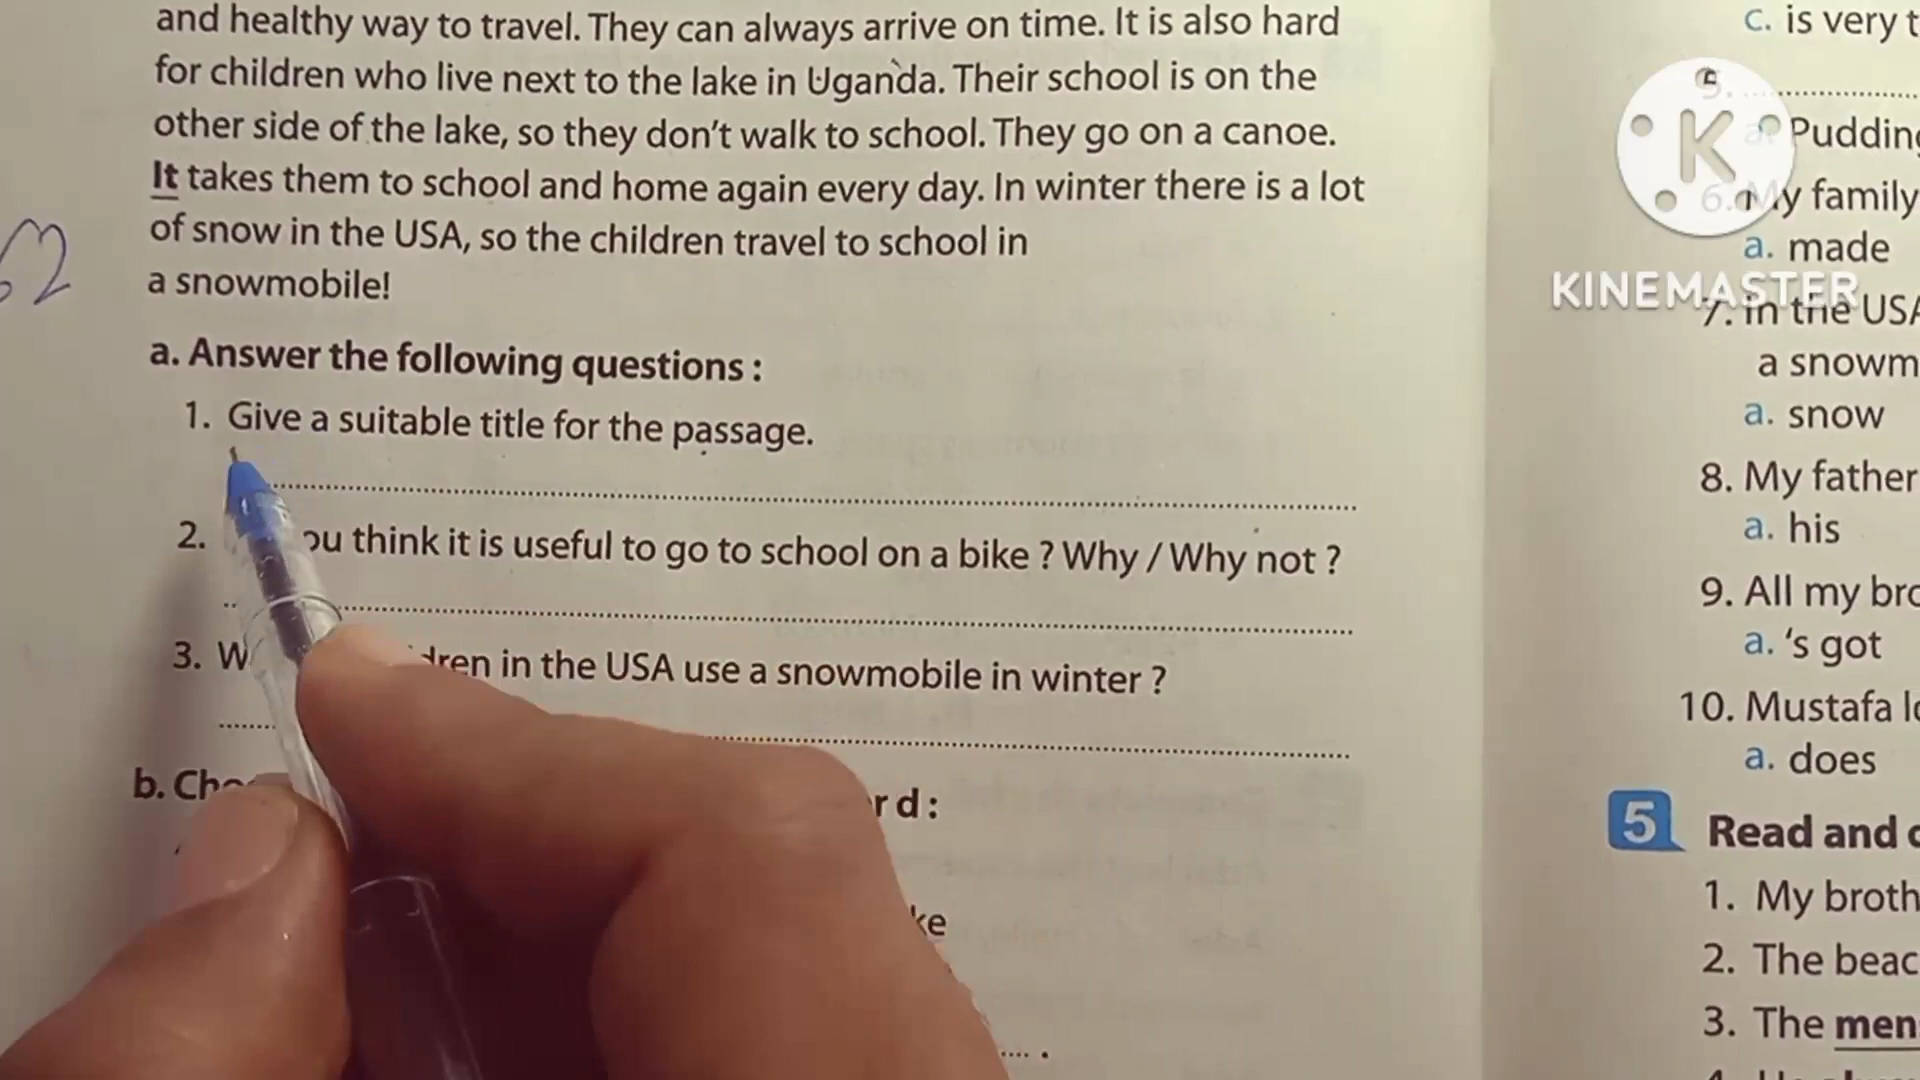 and healthy way to travel. They can always arrive on time. It is also hard
for children who live next to the lake in Uganda. Their school is on the
other side of the lake, so they don't walk to school. They go on a canoe.
It takes them to school and home again every day. In winter there is a lot
of snow in the USA, so the children travel to school in
a snowmobile!
a. Answer the following questions :
1. Give a suitable title for the passage.
2. ou think it is useful to go to school on a bike ? Why / Why not ?
3. W dren in the USA use a snowmobile in winter ?
b. Ch rd :
ke
c. is very t
5.
a. Pudding
6. My family
a. made
7. in the USA
a snowm
a. snow
8. My father
a. his
9. All my bro
a. 's got
10. Mustafa lo
a. does
5 Read and c
1. My broth
2. The beac
3. The men
K
KINEMASTER